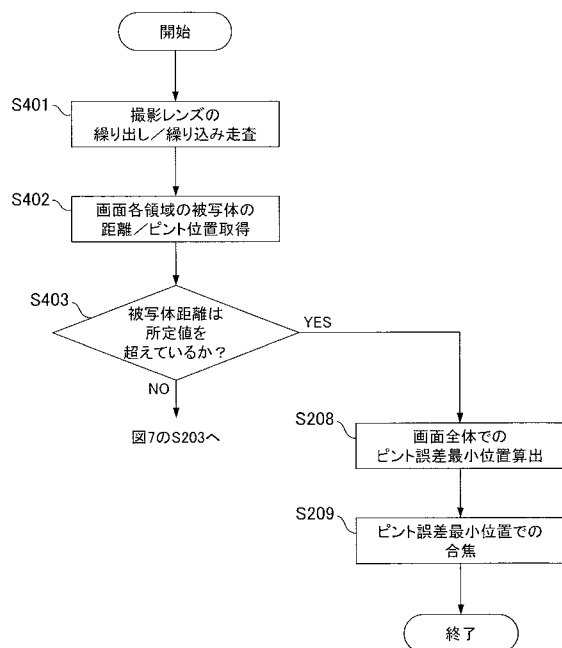 開始
S401
撮影レンズの
繰り出し／繰り込み走査
S402
画面各領域の被写体の
距離／ピント位置取得
S403
被写体距離は
所定値を
超えているか？
YES
NO
図7のS203へ
S208
画面全体での
ピント誤差最小位置算出
S209
ピント誤差最小位置での
合焦
終了